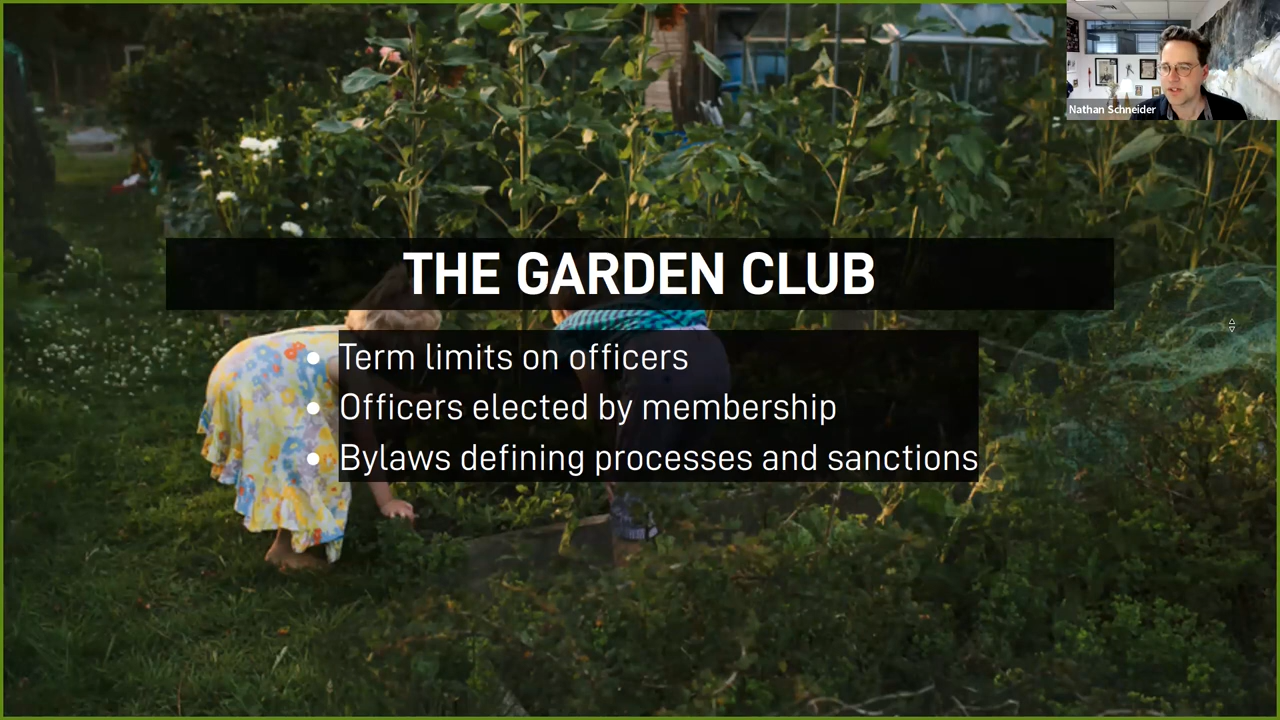 Nathan Schneider
THE GARDEN CLUB
Term limits on officers
Officers elected by membership
Bylaws defining processes and sanctions